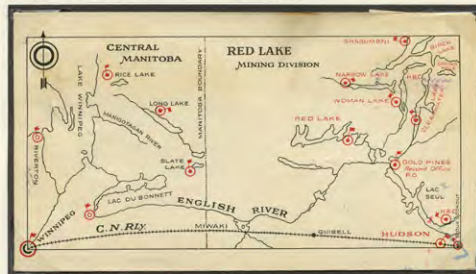 CENTRAL
MANITOBA
RED LAKE
MINING DIVISION
LAKE WINNIPEG
RICE LAKE
LONG LAKE
MANIGOTAGAN RIVER
MANITOBA BOUNDARY
SLATE
LAKE
RIVERTON
LAC DU BONNETT
WINNIPEG
C.N.Rly.
ENGLISH RIVER
MIWAKI
QUIBELL
HUDSON
LAC
SEUL
GOLD PINES
Record Office
P.O.
RED LAKE
WOMAN LAKE
NARROW LAKE
BIRCH
LAKE